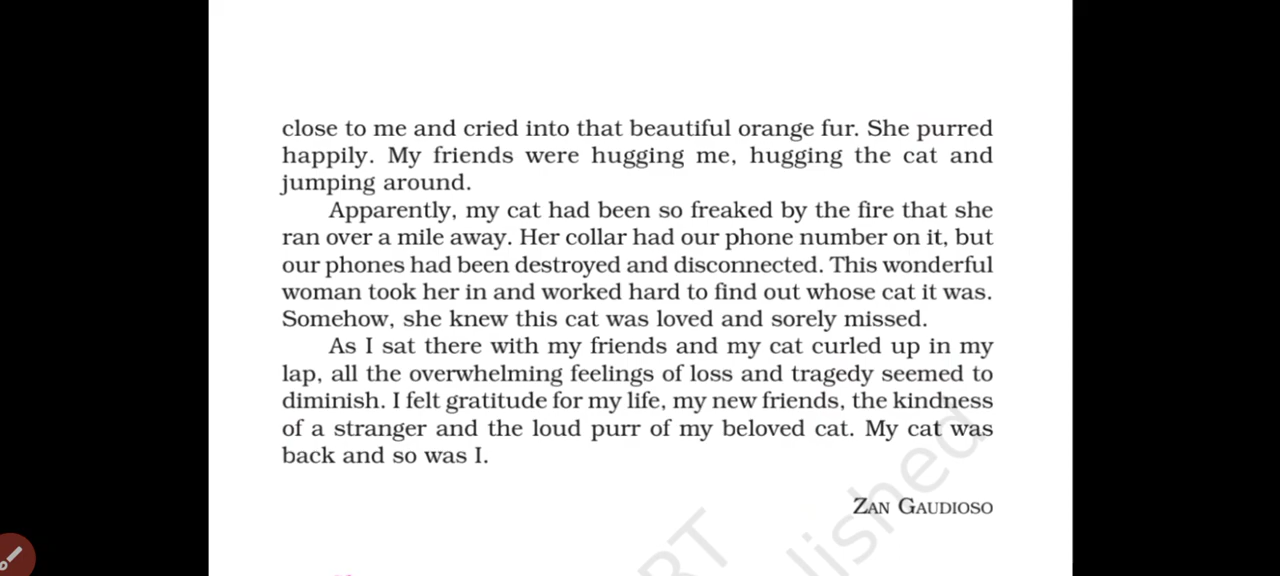 close to me and cried into that beautiful orange fur. She purred
happily. My friends were hugging me, hugging the cat and
jumping around.
Apparently, my cat had been so freaked by the fire that she
ran over a mile away. Her collar had our phone number on it, but
our phones had been destroyed and disconnected. This wonderful
woman took her in and worked hard to find out whose cat it was.
Somehow, she knew this cat was loved and sorely missed.
As I sat there with my friends and my cat curled up in my
lap, all the overwhelming feelings of loss and tragedy seemed to
diminish. I felt gratitude for my life, my new friends, the kindness
of a stranger and the loud purr of my beloved cat. My cat was
back and so was I.
ZAN GAUDIOSO